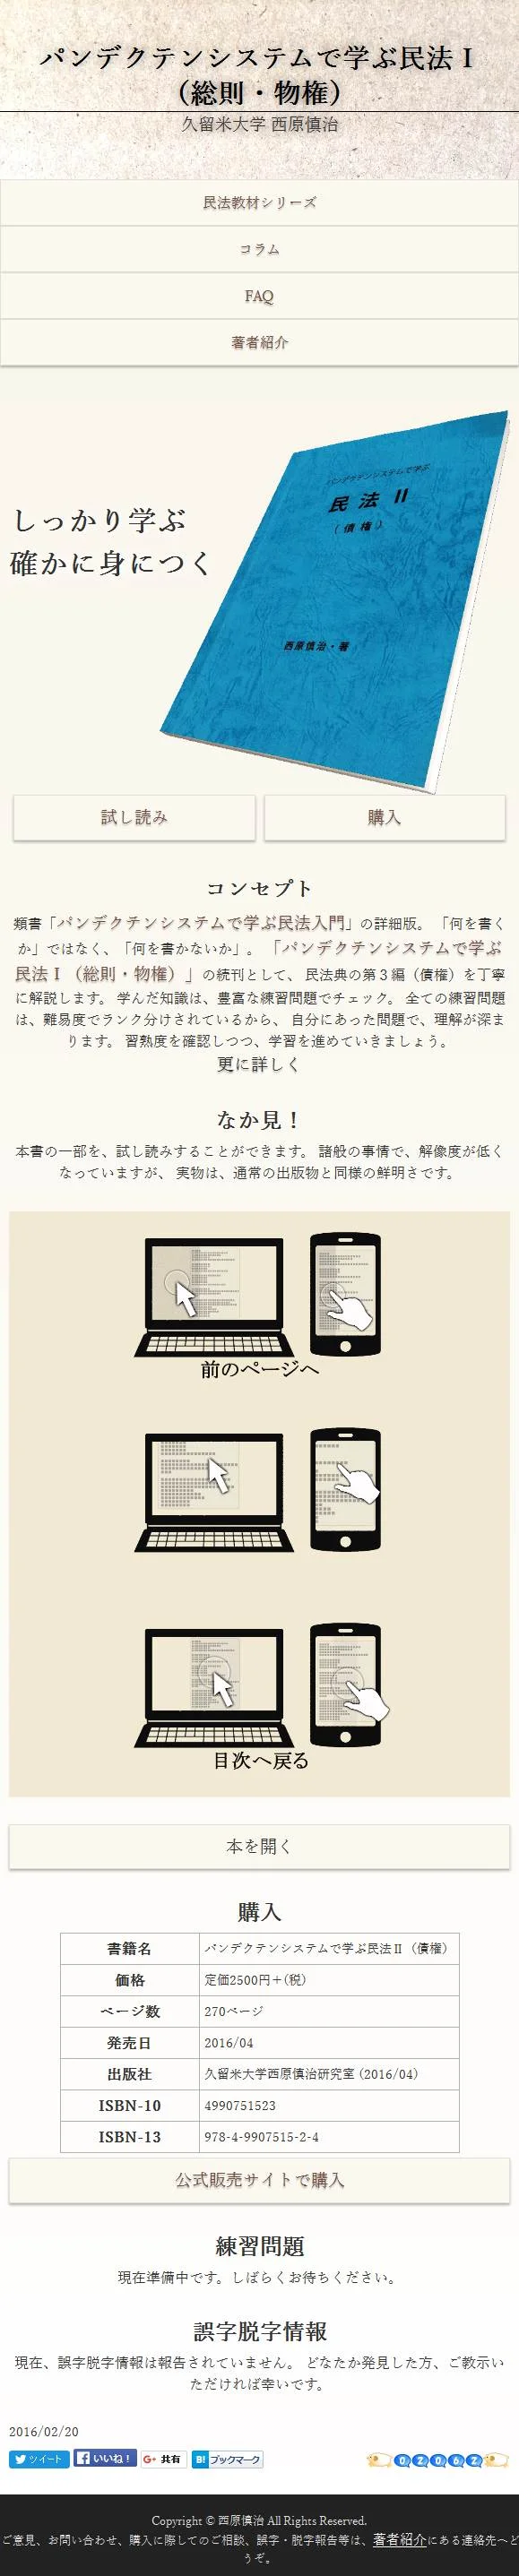 パンデクテンシステムで学ぶ民法Ⅰ
（総則・物権）
久留米大学 西原慎治
民法教材シリーズ
コラム
FAQ
著者紹介
しっかり学ぶ
確かに身につく
パンデクテンシステムで学ぶ
民法 II
（債権）
西原慎治・著
試し読み
購入
コンセプト
類書「パンデクテンシステムで学ぶ民法入門」の詳細版。 「何を書く
か」ではなく、「何を書かないか」。 「パンデクテンシステムで学ぶ
民法Ⅰ（総則・物権）」の続刊として、 民法典の第３編（債権）を丁寧
に解説します。 学んだ知識は、豊富な練習問題でチェック。 全ての練習問題
は、難易度でランク分けされているから、 自分にあった問題で、理解が深ま
ります。 習熟度を確認しつつ、学習を進めていきましょう。
更に詳しく
なか見！
本書の一部を、試し読みすることができます。 諸般の事情で、解像度が低く
なっていますが、 実物は、通常の出版物と同様の鮮明さです。
前のページへ
目次へ戻る
本を開く
購入
書籍名 パンデクテンシステムで学ぶ民法Ⅱ（債権）
価格 定価2500円＋(税)
ページ数 270ページ
発売日 2016/04
出版社 久留米大学西原慎治研究室 (2016/04)
ISBN-10 4990751523
ISBN-13 978-4-9907515-2-4
公式販売サイトで購入
練習問題
現在準備中です。しばらくお待ちください。
誤字脱字情報
現在、誤字脱字情報は報告されていません。 どなたか発見した方、ご教示い
ただければ幸いです。
2016/02/20
ツイート いいね！ G+ 共有 B! ブックマーク 0 2 0 6 2
Copyright © 西原慎治 All Rights Reserved.
ご意見、お問い合わせ、購入に際してのご相談、誤字・脱字報告等は、著者紹介にある連絡先へど
うぞ。